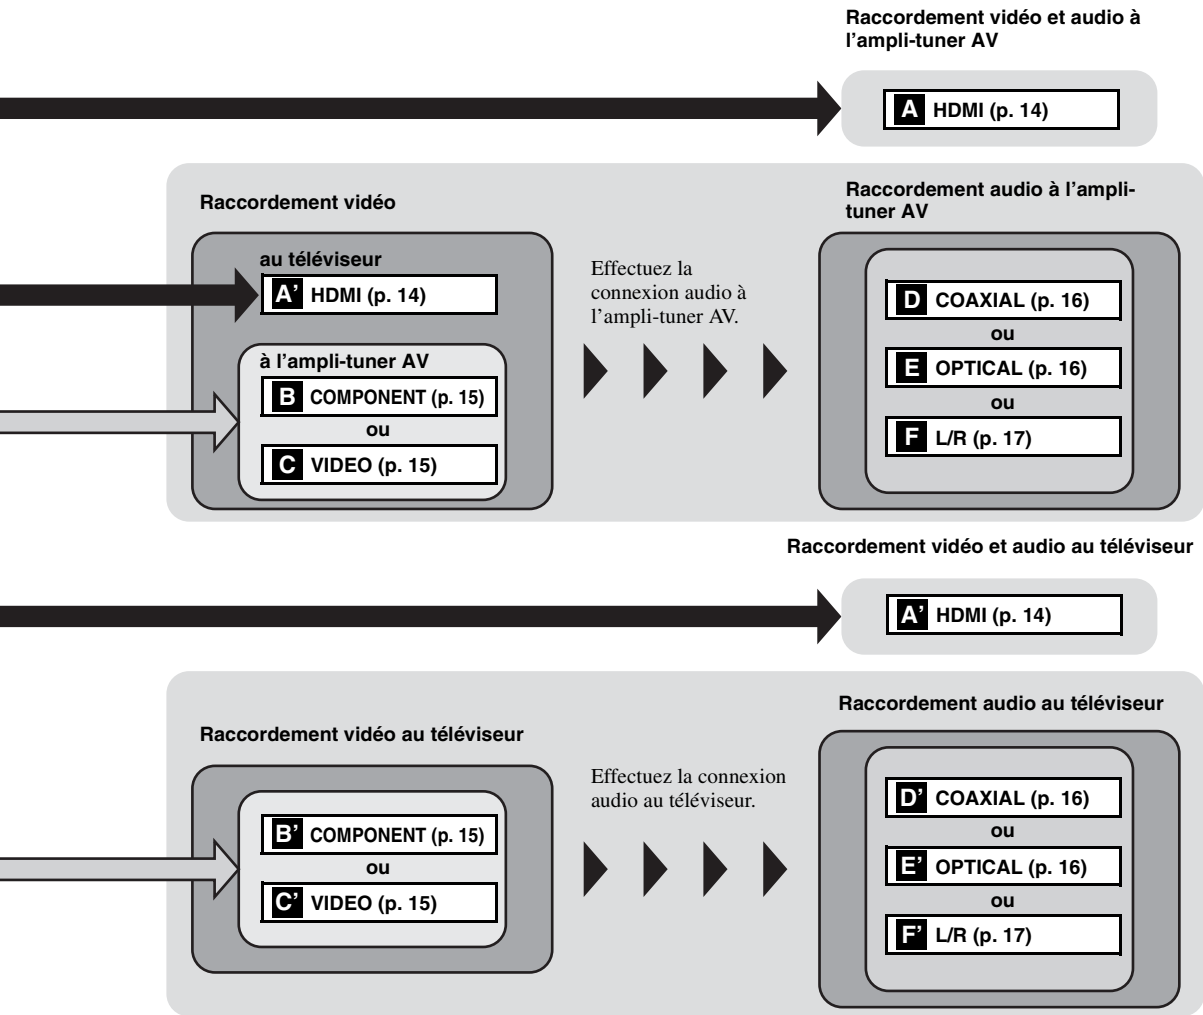 Raccordement vidéo et audio à
l'ampli-tuner AV
A HDMI (p. 14)
Raccordement vidéo
au téléviseur
A' HDMI (p. 14)
à l'ampli-tuner AV
B COMPONENT (p. 15)
ou
C VIDEO (p. 15)
Effectuez la
connexion audio à
l'ampli-tuner AV.
Raccordement audio à l'ampli-
tuner AV
D COAXIAL (p. 16)
ou
E OPTICAL (p. 16)
ou
F L/R (p. 17)
Raccordement vidéo et audio au téléviseur
A' HDMI (p. 14)
Raccordement vidéo au téléviseur
B' COMPONENT (p. 15)
ou
C' VIDEO (p. 15)
Effectuez la connexion
audio au téléviseur.
Raccordement audio au téléviseur
D' COAXIAL (p. 16)
ou
E' OPTICAL (p. 16)
ou
F' L/R (p. 17)